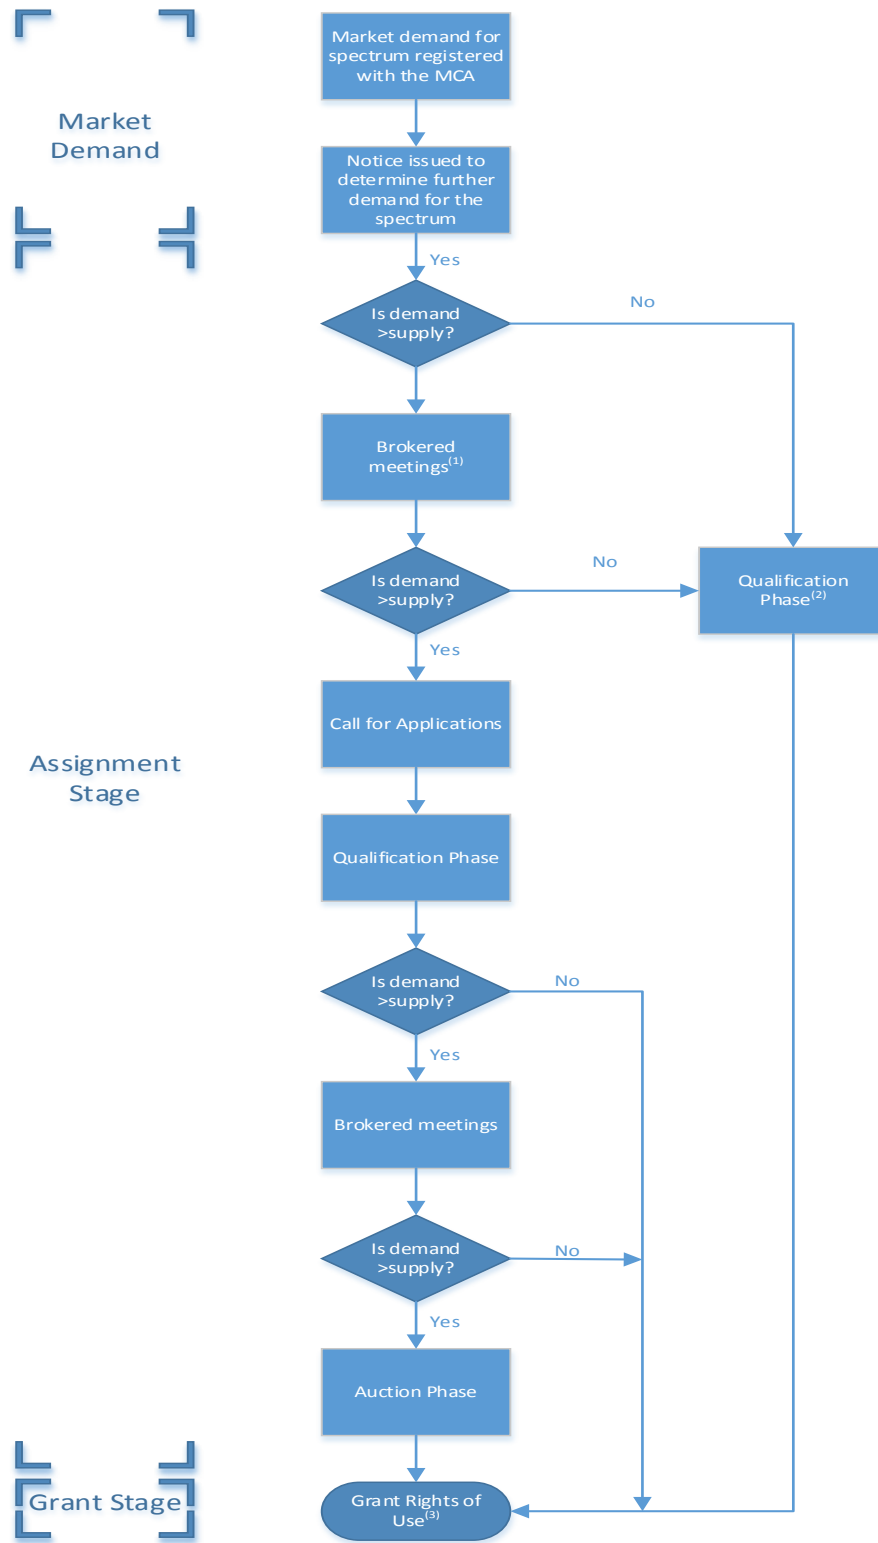 Market demand for
spectrum registered
with the MCA
Market
Demand
Notice issued to
determine further
demand for the
spectrum
Yes
Is demand
>supply?
No
Brokered
meetings(1)
Is demand
>supply?
No
Qualification
Phase(2)
Yes
Call for Applications
Assignment
Stage
Qualification Phase
Is demand
>supply?
No
Yes
Brokered meetings
Is demand
>supply?
No
Yes
Auction Phase
Grant Stage
Grant Rights of
Use(3)